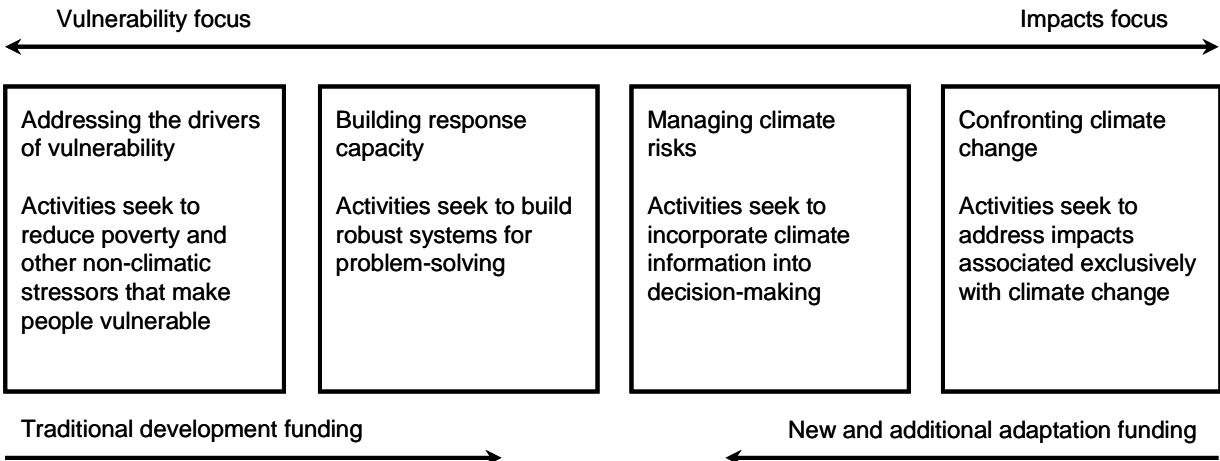 Vulnerability focus
Impacts focus
Addressing the drivers
of vulnerability
Activities seek to
reduce poverty and
other non-climatic
stressors that make
people vulnerable
Building response
capacity
Activities seek to build
robust systems for
problem-solving
Managing climate
risks
Activities seek to
incorporate climate
information into
decision-making
Confronting climate
change
Activities seek to
address impacts
associated exclusively
with climate change
Traditional development funding
New and additional adaptation funding